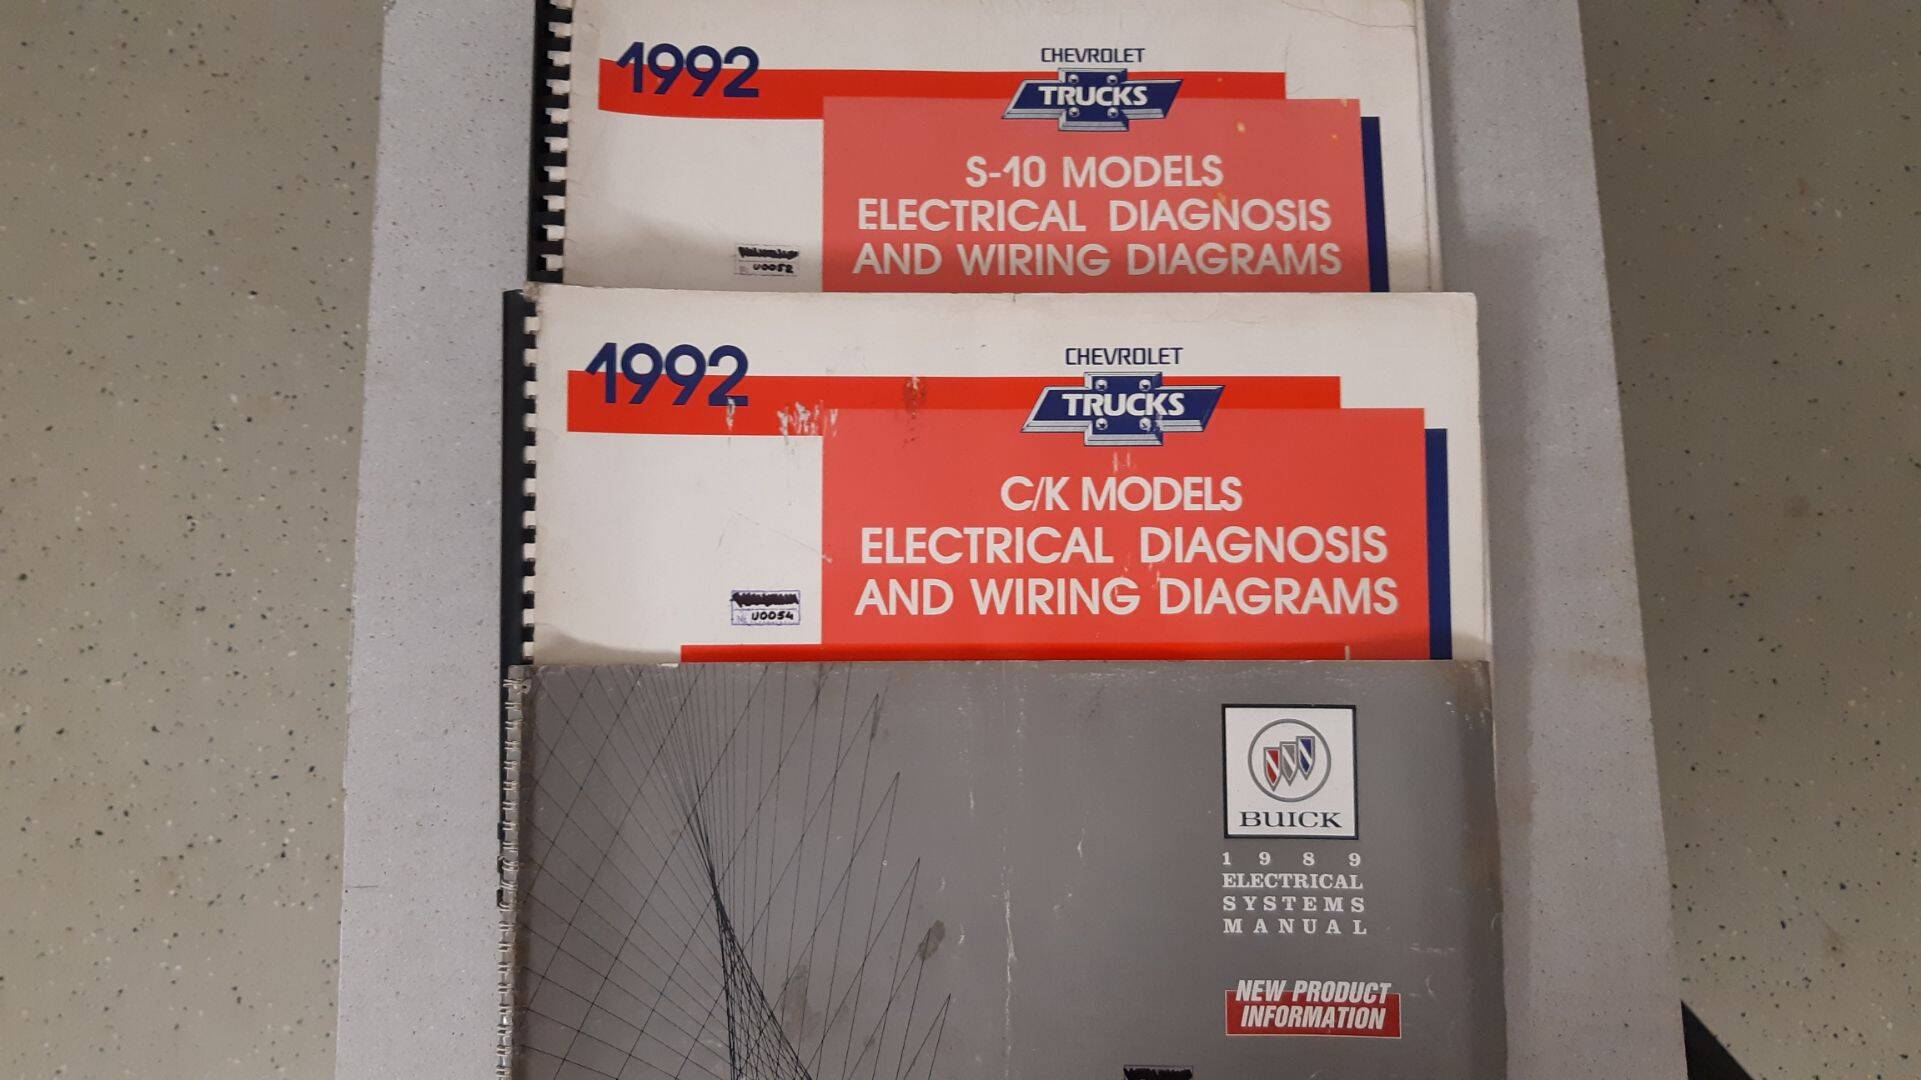 1992
CHEVROLET
TRUCKS
S-10 MODELS
ELECTRICAL DIAGNOSIS
AND WIRING DIAGRAMS
U0052
1992
CHEVROLET
TRUCKS
C/K MODELS
ELECTRICAL DIAGNOSIS
AND WIRING DIAGRAMS
U0054
BUICK
1989
ELECTRICAL
SYSTEMS
MANUAL
NEW PRODUCT
INFORMATION